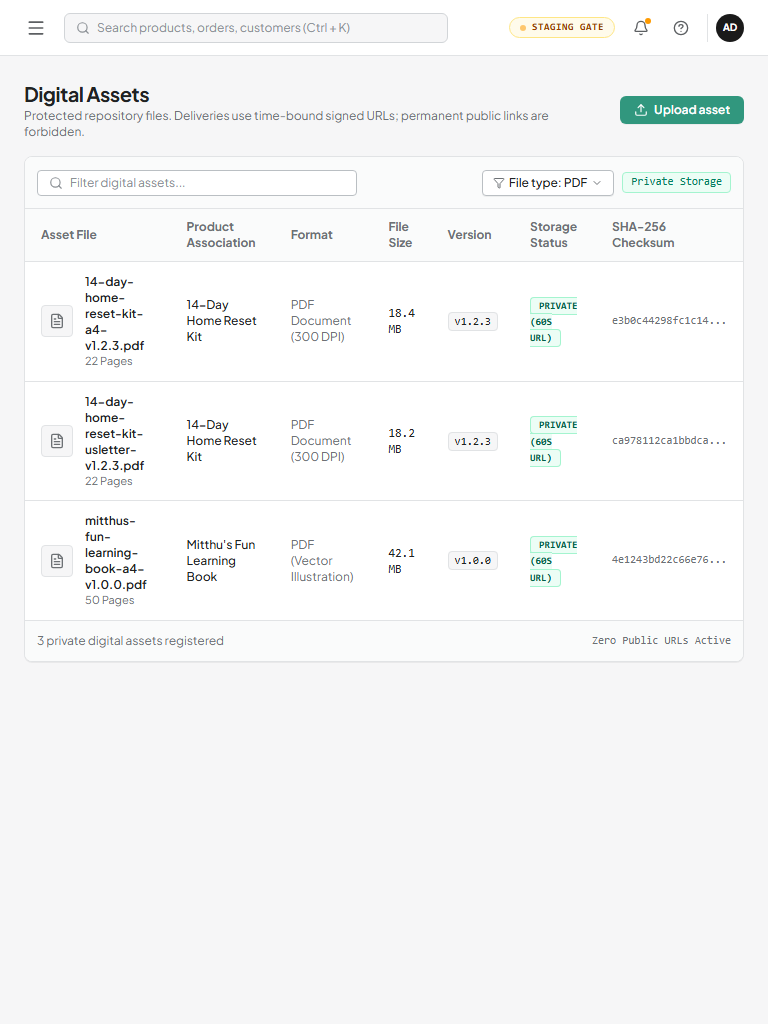 Search products, orders, customers (Ctrl + K)
STAGING GATE
AD
Digital Assets
Protected repository files. Deliveries use time-bound signed URLs; permanent public links are
forbidden.
Upload asset
Filter digital assets...
File type: PDF
Private Storage
Asset File
Product
Association
Format
File
Size
Version
Storage
Status
SHA-256
Checksum
14-day-
home-
reset-kit-
a4-
v1.2.3.pdf
22 Pages
14-Day
Home Reset
Kit
PDF
Document
(300 DPI)
18.4
MB
v1.2.3
PRIVATE
(60S
URL)
e3b0c44298fc1c14...
14-day-
home-
reset-kit-
usletter-
v1.2.3.pdf
22 Pages
14-Day
Home Reset
Kit
PDF
Document
(300 DPI)
18.2
MB
v1.2.3
PRIVATE
(60S
URL)
ca978112ca1bbdca...
mitthus-
fun-
learning-
book-a4-
v1.0.0.pdf
50 Pages
Mitthu's Fun
Learning
Book
PDF
(Vector
Illustration)
42.1
MB
v1.0.0
PRIVATE
(60S
URL)
4e1243bd22c66e76...
3 private digital assets registered
Zero Public URLs Active